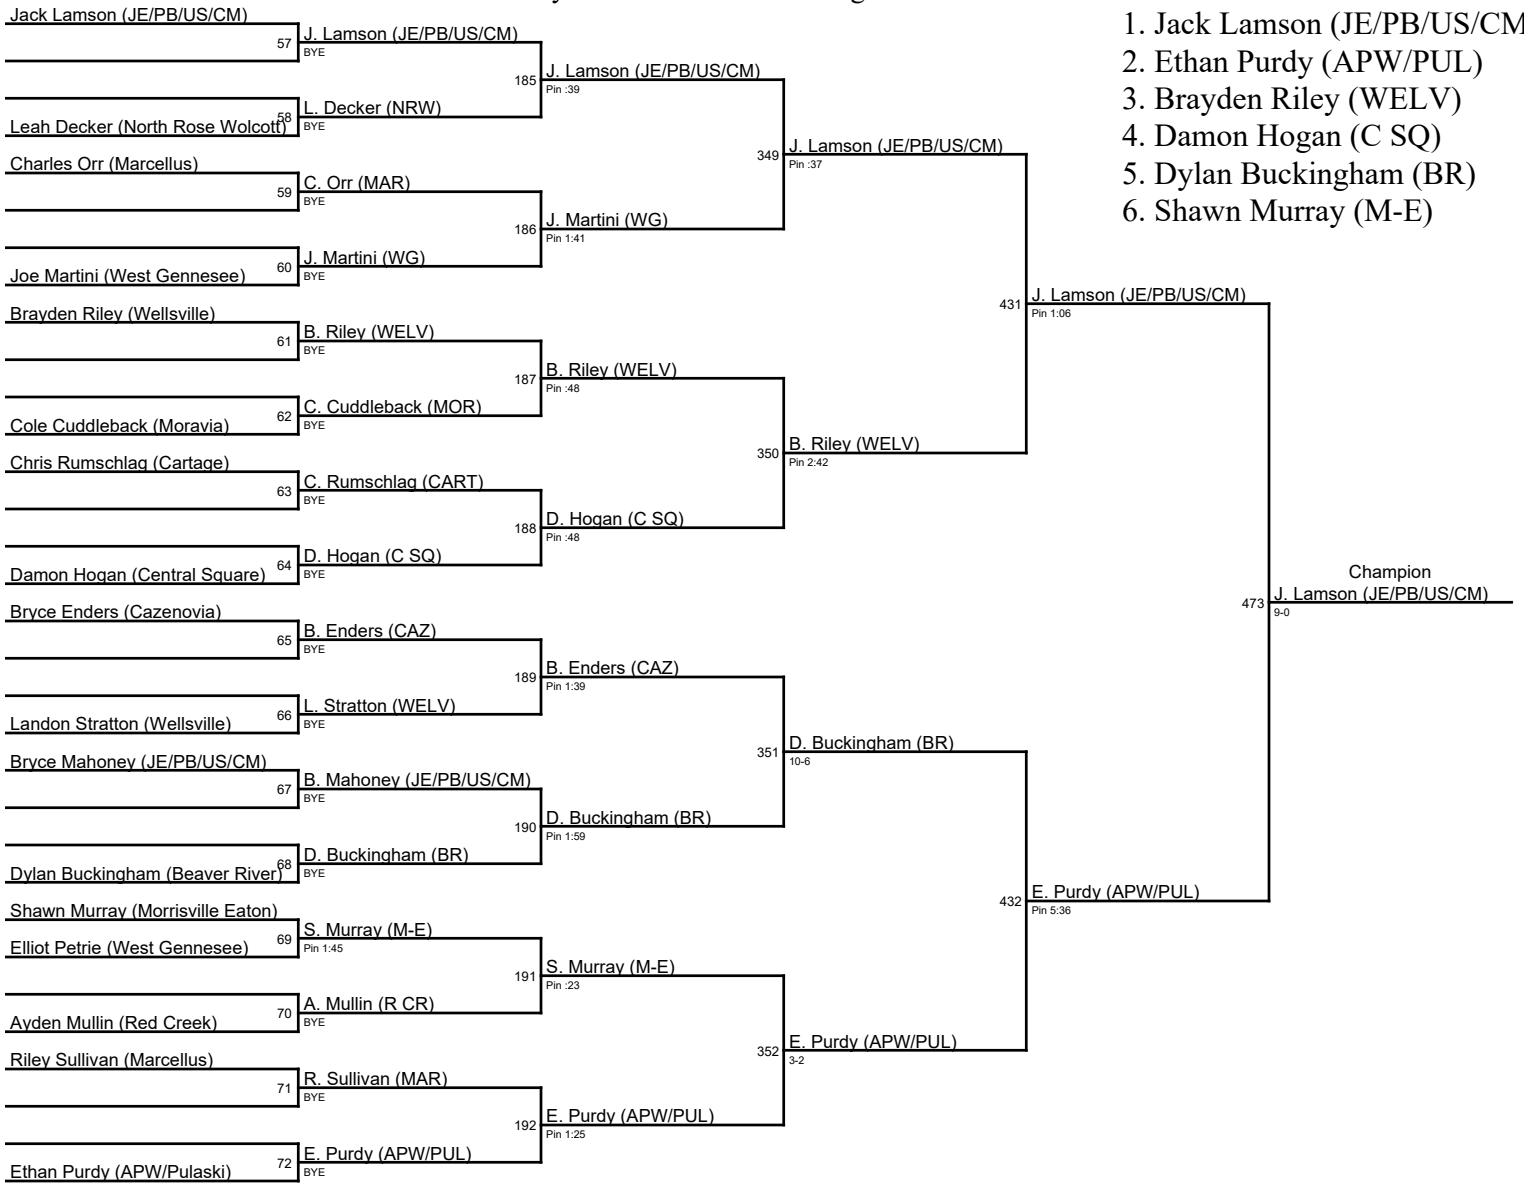 Jack Lamson (JE/PB/US/CM)
57
Leah Decker (North Rose Wolcott)
58
Charles Orr (Marcellus)
59
Joe Martini (West Gennesee)
60
Brayden Riley (Wellsville)
61
Cole Cuddleback (Moravia)
62
Chris Rumschlag (Cartage)
63
Damon Hogan (Central Square)
64
Bryce Enders (Cazenovia)
65
Landon Stratton (Wellsville)
66
Bryce Mahoney (JE/PB/US/CM)
67
Dylan Buckingham (Beaver River)
68
Shawn Murray (Morrisville Eaton)
Elliot Petrie (West Gennesee)
69
Ayden Mullin (Red Creek)
70
Riley Sullivan (Marcellus)
71
Ethan Purdy (APW/Pulaski)
72
J. Lamson (JE/PB/US/CM)
BYE
185
L. Decker (NRW)
BYE
C. Orr (MAR)
BYE
186
J. Martini (WG)
BYE
B. Riley (WELV)
BYE
187
C. Cuddleback (MOR)
BYE
C. Rumschlag (CART)
BYE
188
D. Hogan (C SQ)
BYE
B. Enders (CAZ)
BYE
189
L. Stratton (WELV)
BYE
B. Mahoney (JE/PB/US/CM)
BYE
190
D. Buckingham (BR)
BYE
S. Murray (M-E)
Pin 1:45
191
A. Mullin (R CR)
BYE
R. Sullivan (MAR)
BYE
192
E. Purdy (APW/PUL)
BYE
J. Lamson (JE/PB/US/CM)
Pin :39
349
J. Martini (WG)
Pin 1:41
B. Riley (WELV)
Pin :48
350
D. Hogan (C SQ)
Pin :48
B. Enders (CAZ)
Pin 1:39
351
D. Buckingham (BR)
Pin 1:59
S. Murray (M-E)
Pin :23
352
E. Purdy (APW/PUL)
Pin 1:25
J. Lamson (JE/PB/US/CM)
Pin :37
431
B. Riley (WELV)
Pin 2:42
D. Buckingham (BR)
10-6
432
E. Purdy (APW/PUL)
3-2
J. Lamson (JE/PB/US/CM)
Pin 1:06
473
E. Purdy (APW/PUL)
Pin 5:36
Champion
J. Lamson (JE/PB/US/CM)
9-0
1. Jack Lamson (JE/PB/US/CM
2. Ethan Purdy (APW/PUL)
3. Brayden Riley (WELV)
4. Damon Hogan (C SQ)
5. Dylan Buckingham (BR)
6. Shawn Murray (M-E)